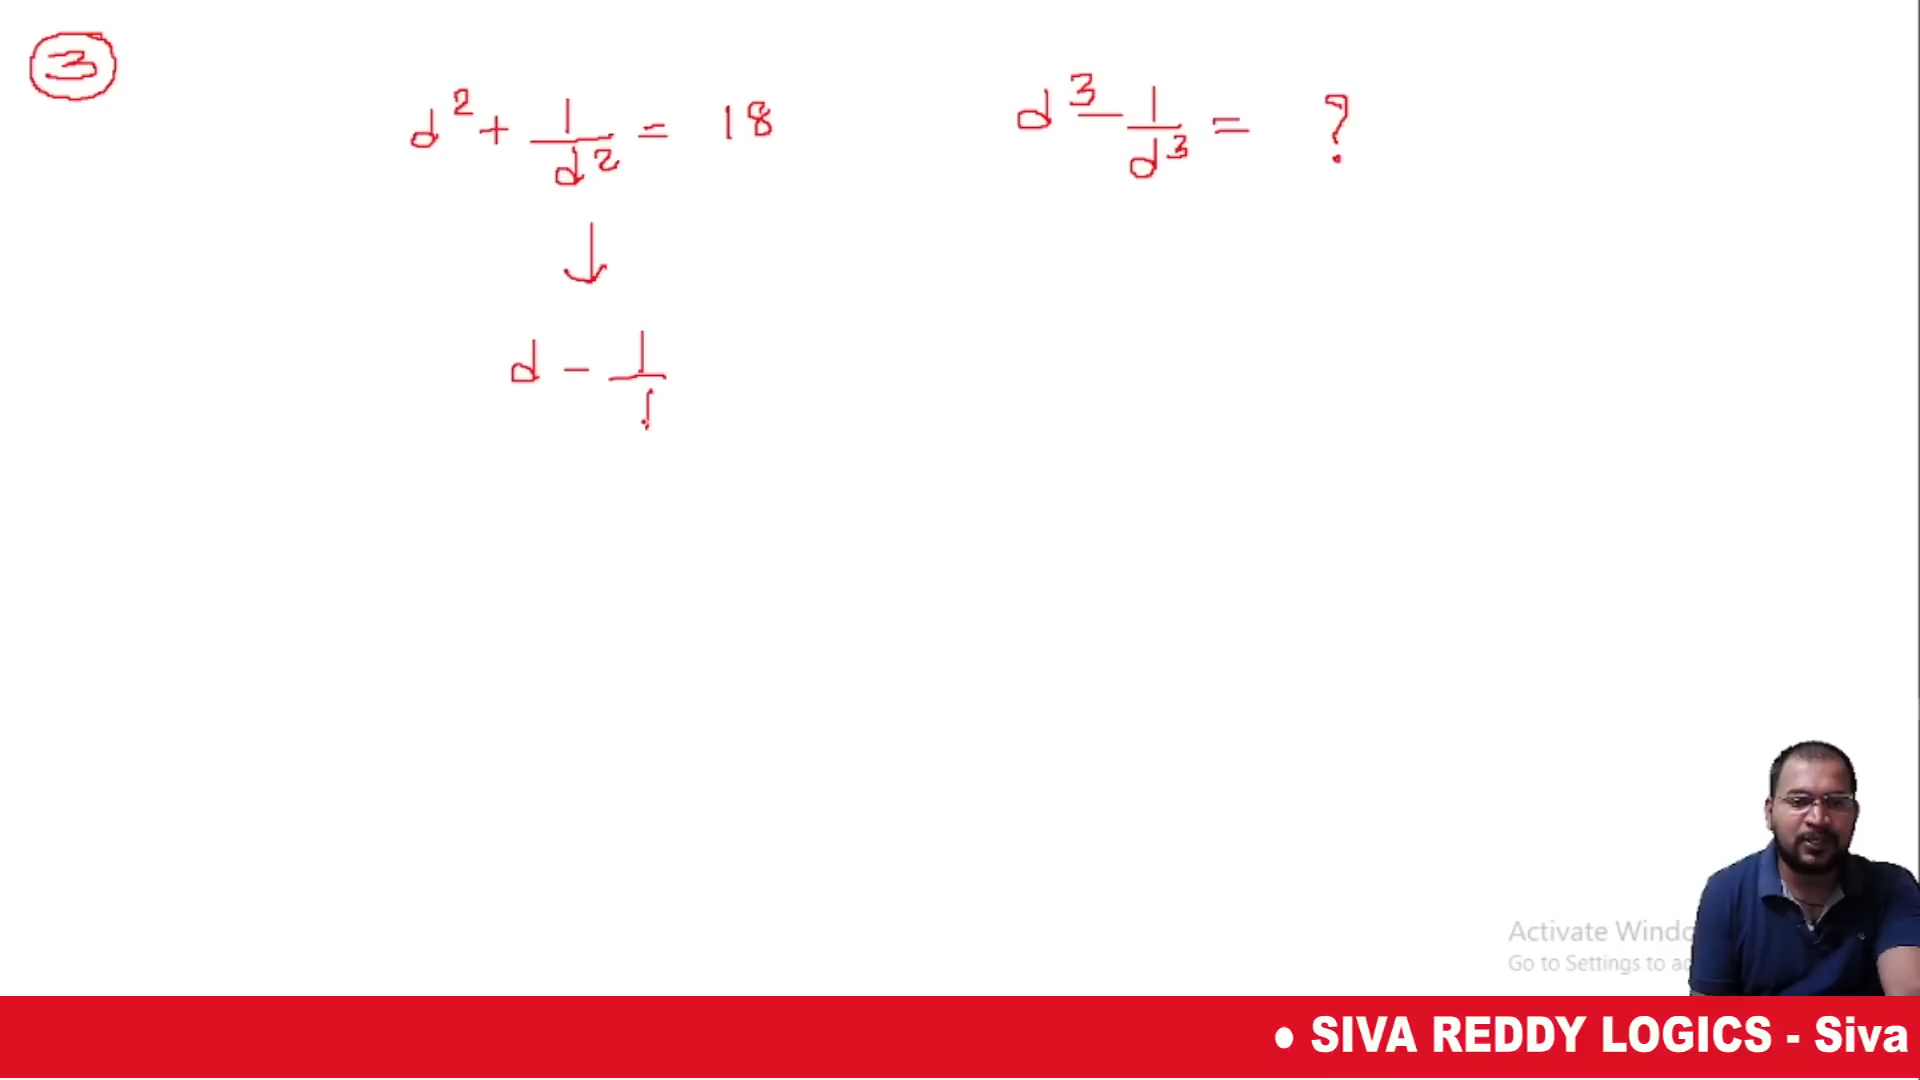 3
d² + 1/d² = 18
d³ - 1/d³ = ?
↓
d - 1/
Activate Windo
Go to Settings to ac
• SIVA REDDY LOGICS - Siva